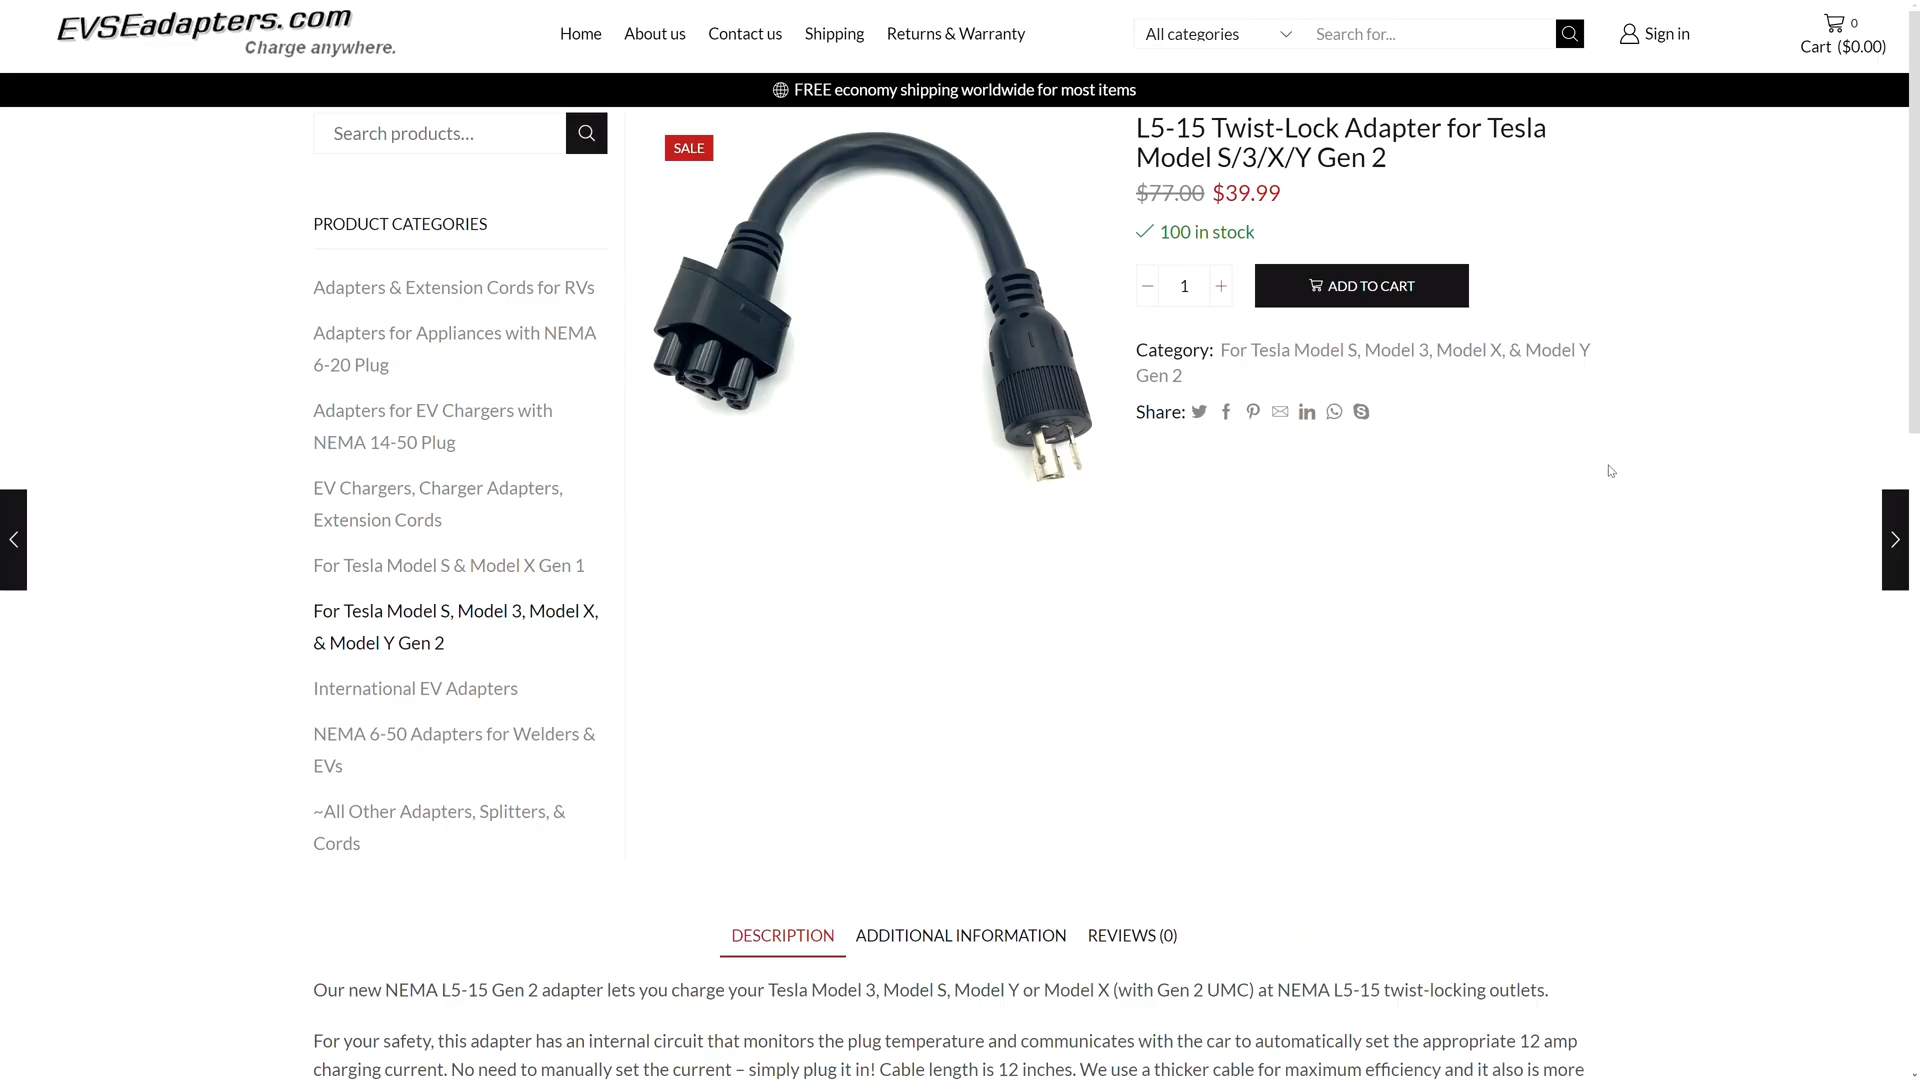 EVSEadapters.com
Charge anywhere.
Home About us Contact us Shipping Returns & Warranty
All categories Search for...
Sign in
0
Cart ($0.00)
FREE economy shipping worldwide for most items
Search products...
PRODUCT CATEGORIES
Adapters & Extension Cords for RVs
Adapters for Appliances with NEMA
6-20 Plug
Adapters for EV Chargers with
NEMA 14-50 Plug
EV Chargers, Charger Adapters,
Extension Cords
For Tesla Model S & Model X Gen 1
For Tesla Model S, Model 3, Model X,
& Model Y Gen 2
International EV Adapters
NEMA 6-50 Adapters for Welders &
EVs
~All Other Adapters, Splitters, &
Cords
SALE
L5-15 Twist-Lock Adapter for Tesla
Model S/3/X/Y Gen 2
$77.00 $39.99
100 in stock
1
ADD TO CART
Category: For Tesla Model S, Model 3, Model X, & Model Y
Gen 2
Share:
DESCRIPTION ADDITIONAL INFORMATION REVIEWS (0)
Our new NEMA L5-15 Gen 2 adapter lets you charge your Tesla Model 3, Model S, Model Y or Model X (with Gen 2 UMC) at NEMA L5-15 twist-locking outlets.
For your safety, this adapter has an internal circuit that monitors the plug temperature and communicates with the car to automatically set the appropriate 12 amp
charging current. No need to manually set the current – simply plug it in! Cable length is 12 inches. We use a thicker cable for maximum efficiency and it also is more